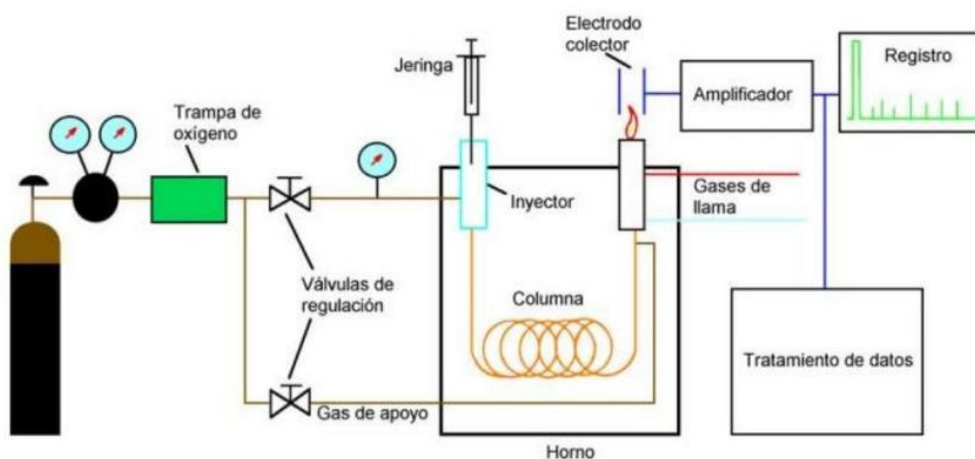 Electrodo
colector
Registro
Jeringa
Amplificador
Trampa de
oxígeno
Gases de
llama
Inyector
Válvulas de
regulación
Columna
Tratamiento de datos
Gas de apoyo
Horno